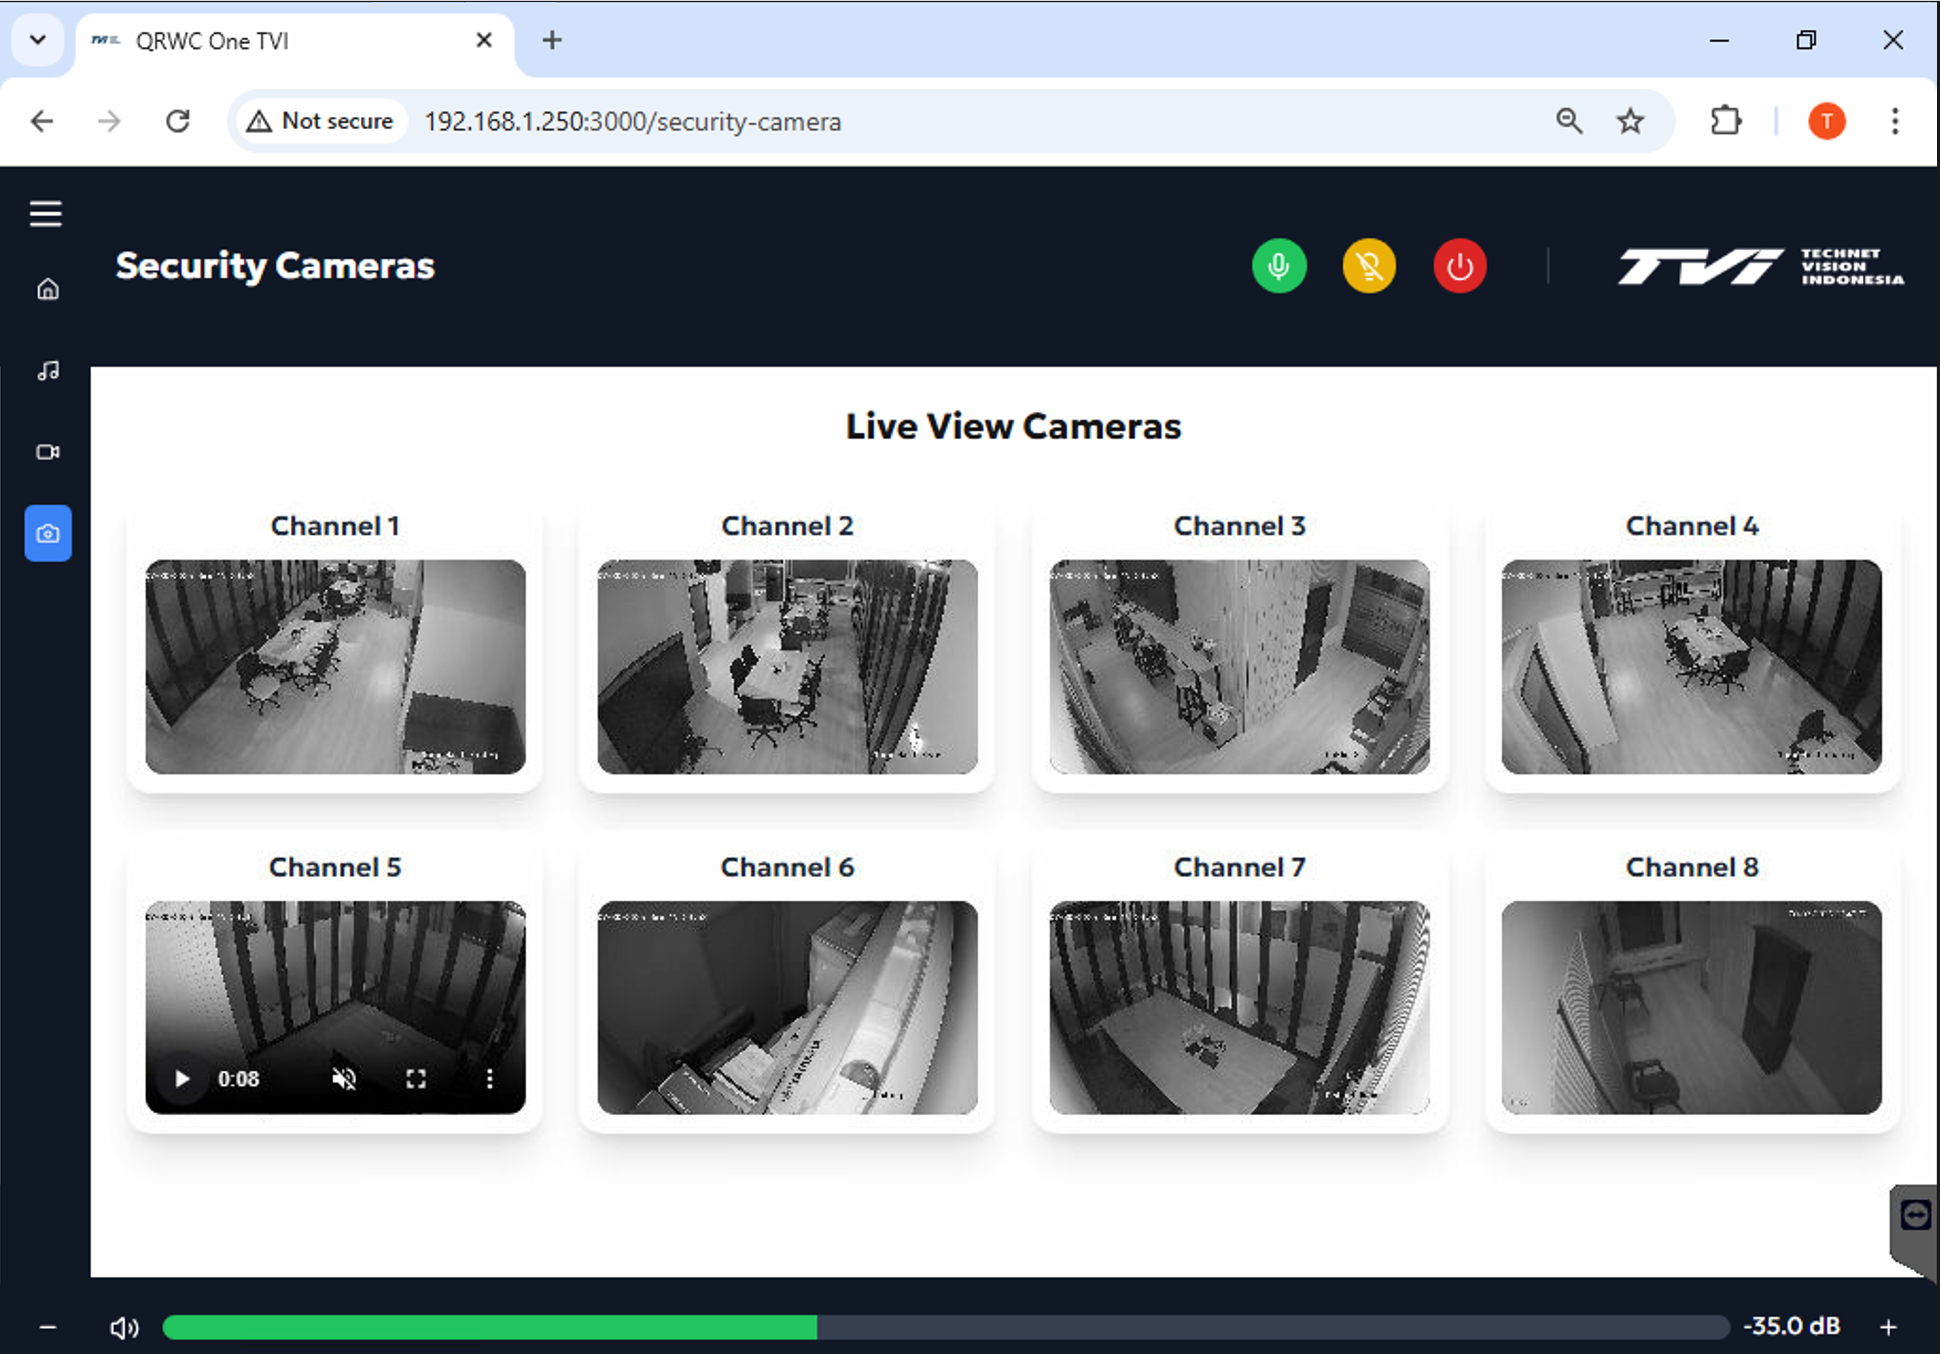 QRWC One TVI
Not secure
192.168.1.250:3000/security-camera
T
Security Cameras
TVI TECHNET
VISION
INDONESIA
Live View Cameras
Channel 1
Channel 2
Channel 3
Channel 4
Channel 5
Channel 6
Channel 7
Channel 8
0:08
-35.0 dB